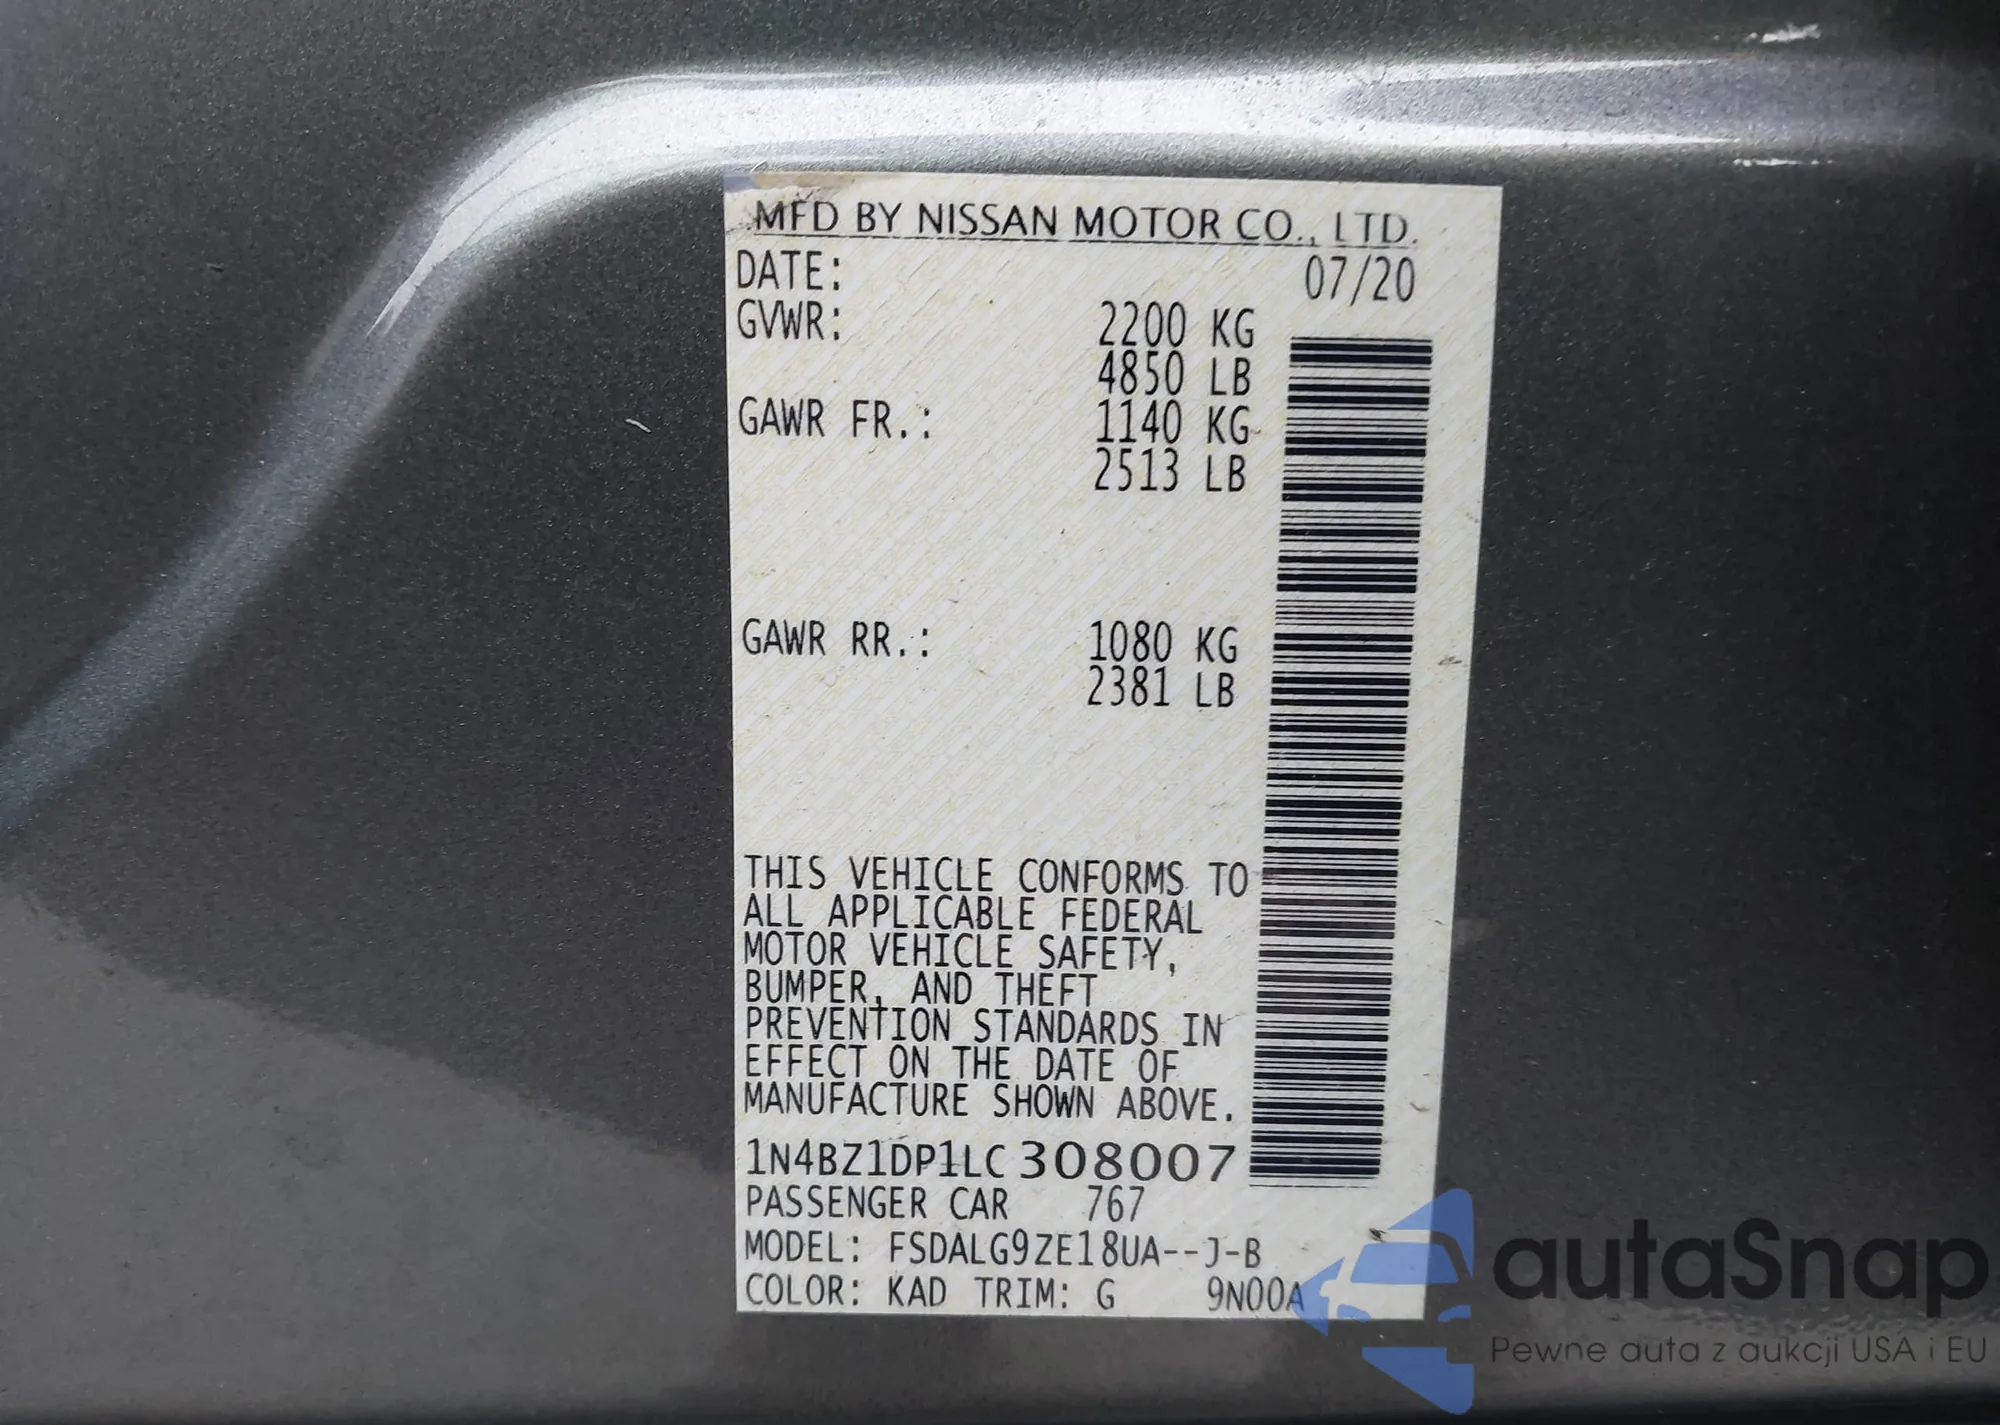 MFD BY NISSAN MOTOR CO., LTD.
DATE: 07/20
GVWR: 2200 KG
4850 LB
GAWR FR.: 1140 KG
2513 LB
GAWR RR.: 1080 KG
2381 LB
THIS VEHICLE CONFORMS TO
ALL APPLICABLE FEDERAL
MOTOR VEHICLE SAFETY,
BUMPER, AND THEFT
PREVENTION STANDARDS IN
EFFECT ON THE DATE OF
MANUFACTURE SHOWN ABOVE.
1N4BZ1DP1LC308007
PASSENGER CAR 767
MODEL: FSDALG9ZE18UA--J-B
COLOR: KAD TRIM: G 9N00A
autaSnap
Pewne auta z aukcji USA i EU